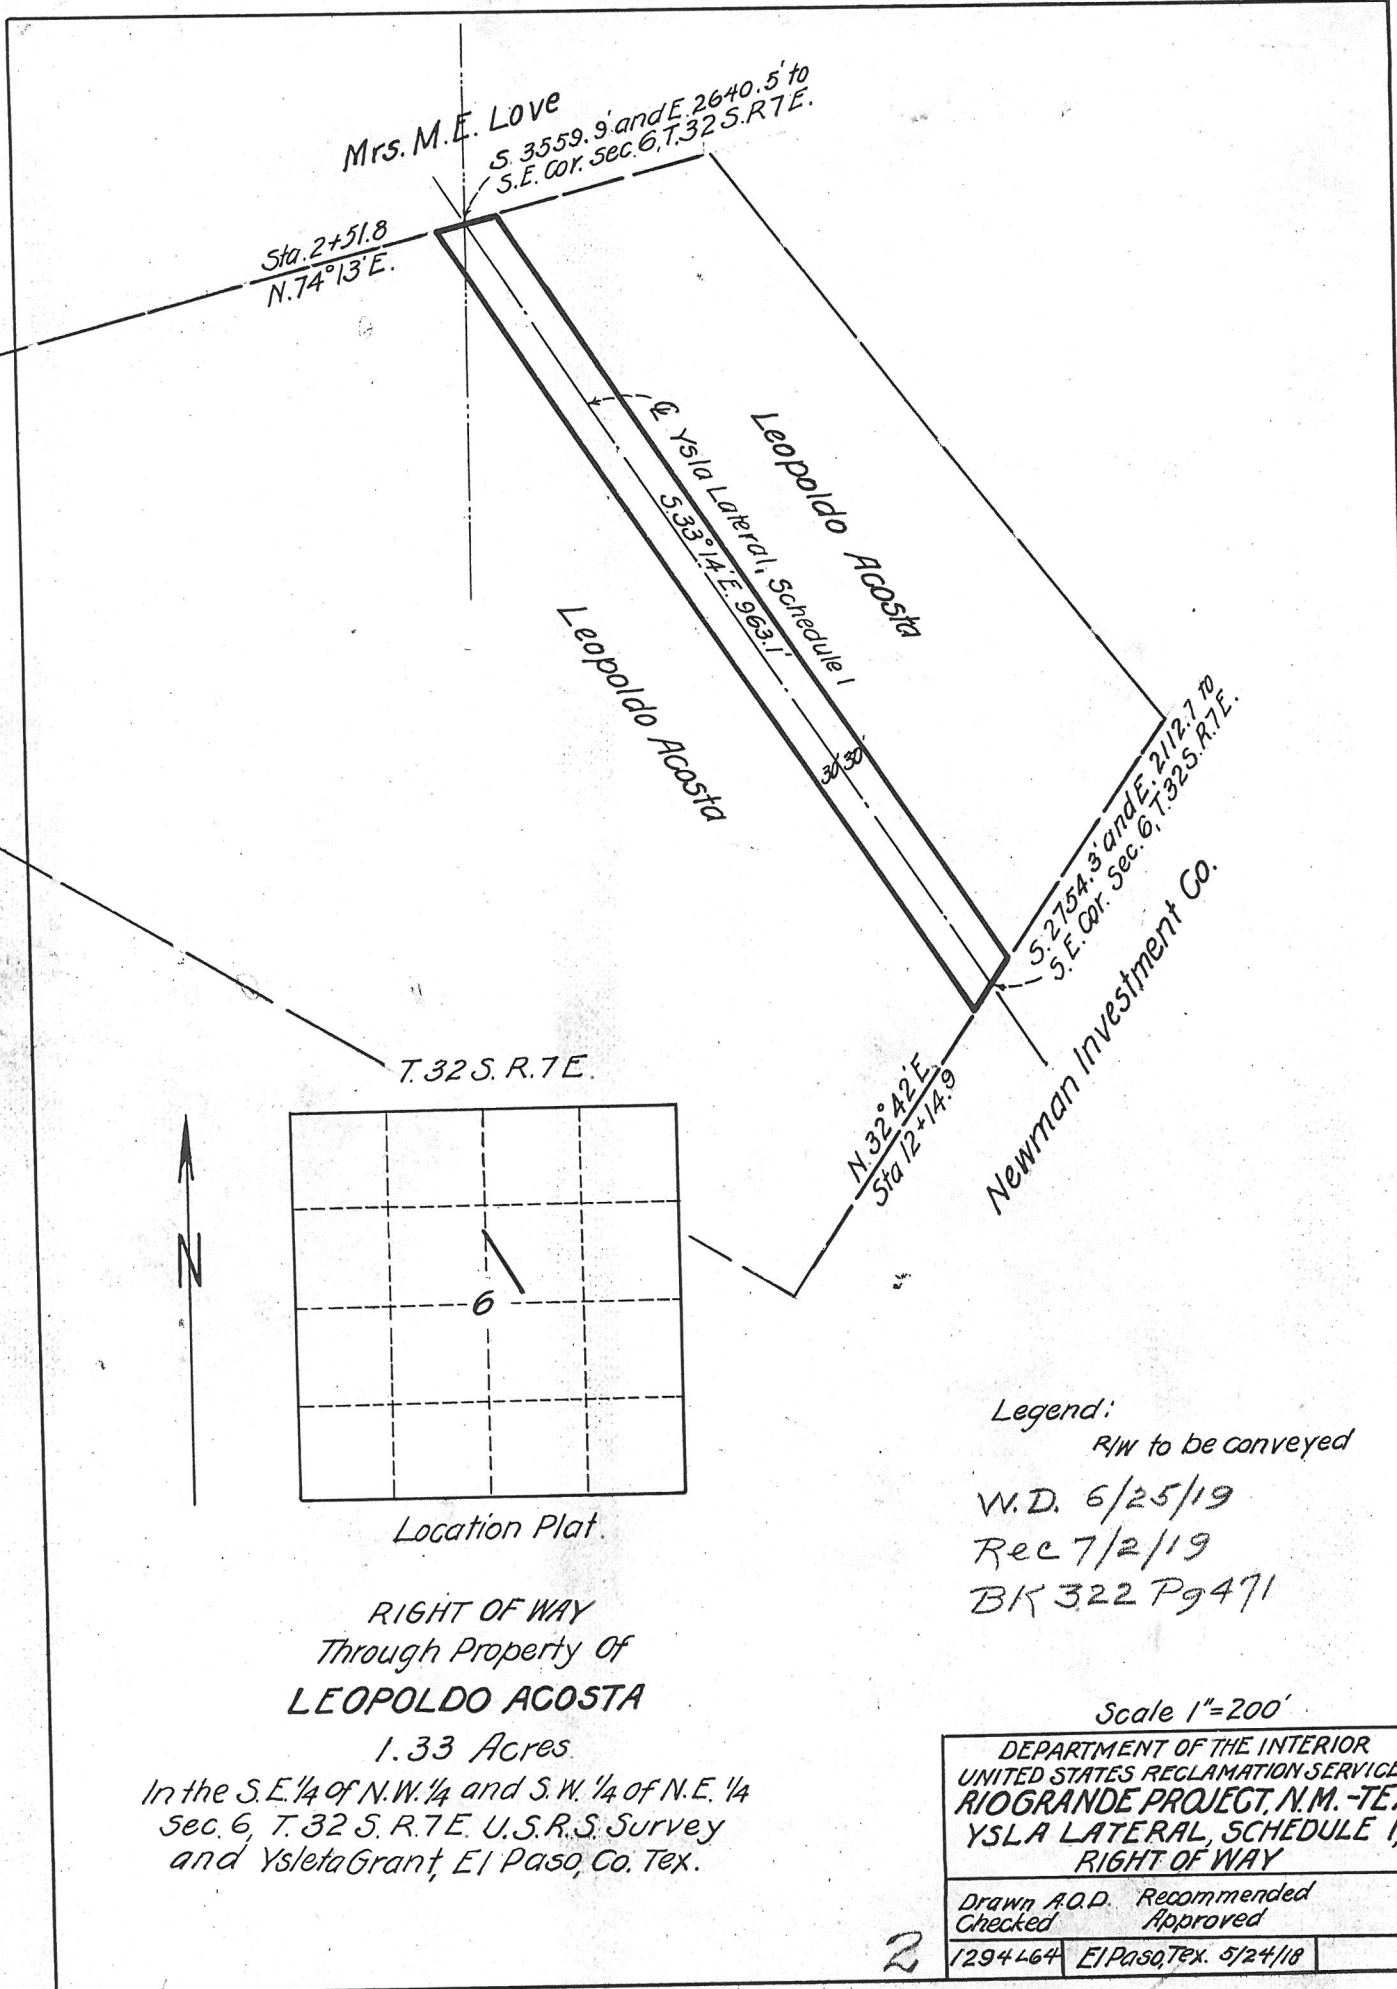 Mrs. M.E. Love
S. 3559.9' and E. 2640.5' to
S.E. Cor. Sec. 6, T.32 S.R7E.
Sta. 2+51.8
N.74°13'E.
℄ Ysla Lateral, Schedule 1
S.33°14'E. 963.1'
Leopoldo Acosta
Leopoldo Acosta
30' 30'
S. 2754.3' and E. 2112.7 to
S.E. Cor. Sec. 6, T.32S.R.7E.
Newman Investment Co.
N.32°42'E.
Sta 12+14.9
T.32S. R.7E.
N
6
Location Plat.
Legend:
R/W to be conveyed
W.D. 6/25/19
Rec 7/2/19
BK 322 Pg 471
RIGHT OF WAY
Through Property of
LEOPOLDO ACOSTA
1.33 Acres
In the S.E.¼ of N.W.¼ and S.W.¼ of N.E.¼
Sec. 6, T.32 S. R.7E. U.S.R.S. Survey
and Ysleta Grant, El Paso, Co. Tex.
Scale 1"=200'
DEPARTMENT OF THE INTERIOR
UNITED STATES RECLAMATION SERVICE
RIO GRANDE PROJECT, N.M.-TEX
YSLA LATERAL, SCHEDULE 1,
RIGHT OF WAY
Drawn A.O.D. Recommended
Checked Approved
1294L64 El Paso, Tex. 5/24/18
2